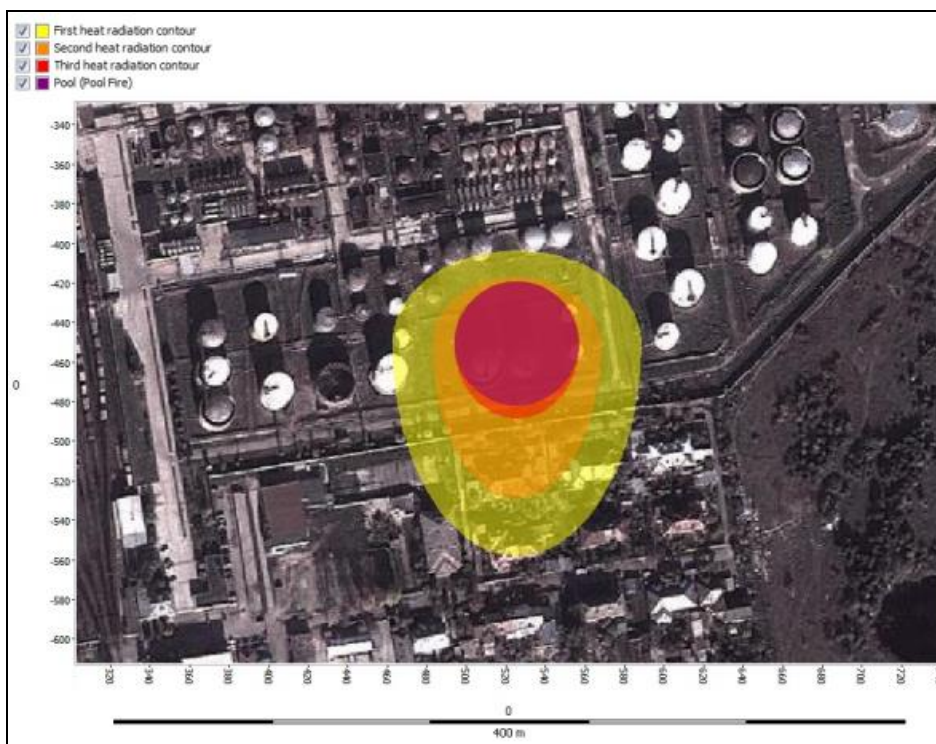 First heat radiation contour
Second heat radiation contour
Third heat radiation contour
Pool (Pool Fire)
-340
-360
-380
-400
-420
-440
-460
0
-480
-500
-520
-540
-560
-580
-600
320 340 360 380 400 420 440 460 480 500 520 540 560 580 600 620 640 660 680 700 720 740
0
400 m